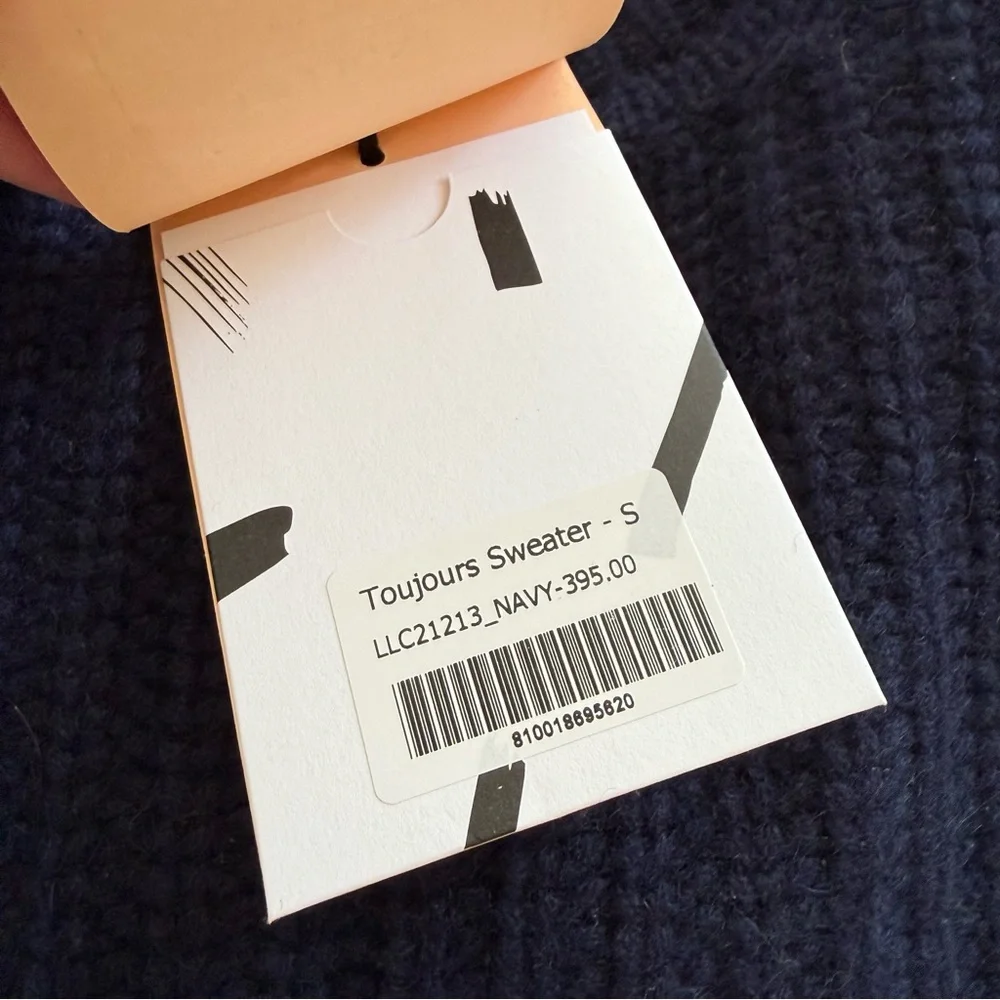 Toujours Sweater - S
LLC21213_NAVY-395.00
810018695620